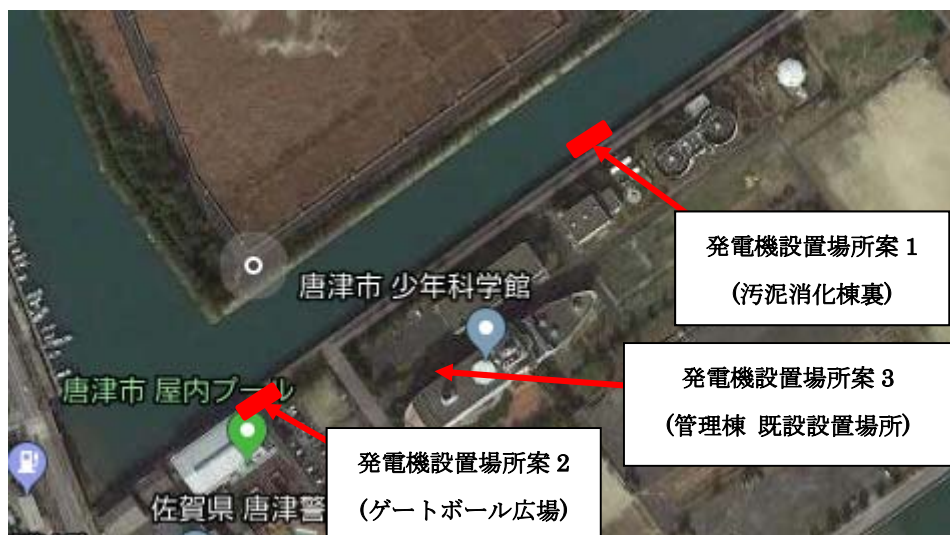 発電機設置場所案 1
(汚泥消化棟裏)
唐津市 少年科学館
発電機設置場所案 3
(管理棟 既設設置場所)
唐津市 屋内プール
発電機設置場所案 2
(ゲートボール広場)
佐賀県 唐津警